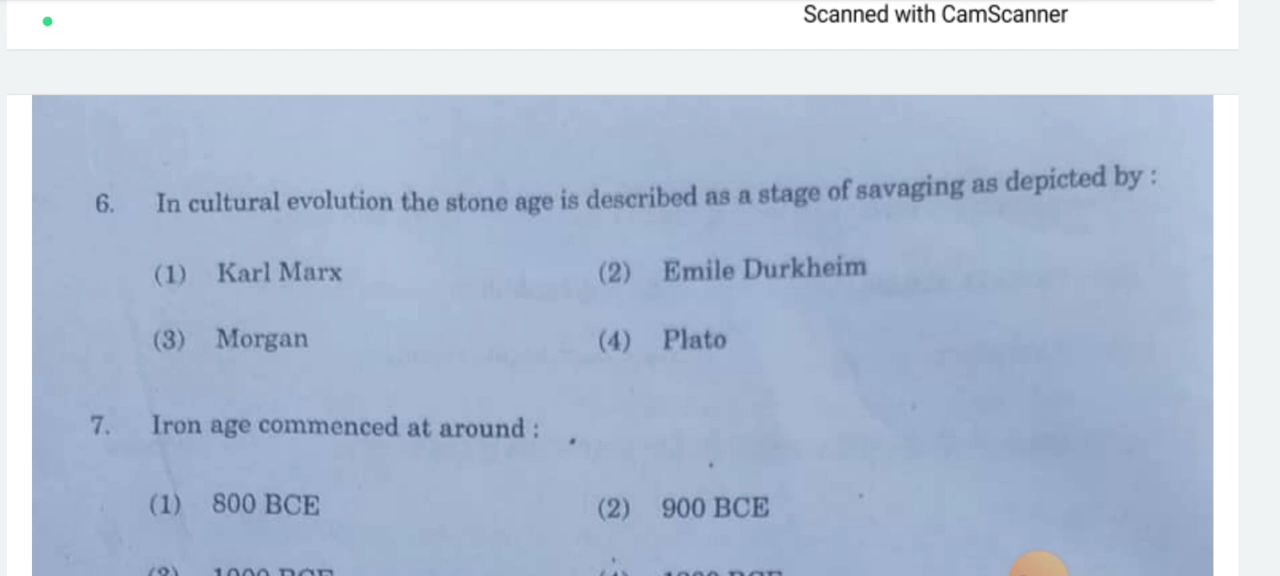 Scanned with CamScanner
6. In cultural evolution the stone age is described as a stage of savaging as depicted by :
(1) Karl Marx (2) Emile Durkheim
(3) Morgan (4) Plato
7. Iron age commenced at around :
(1) 800 BCE (2) 900 BCE